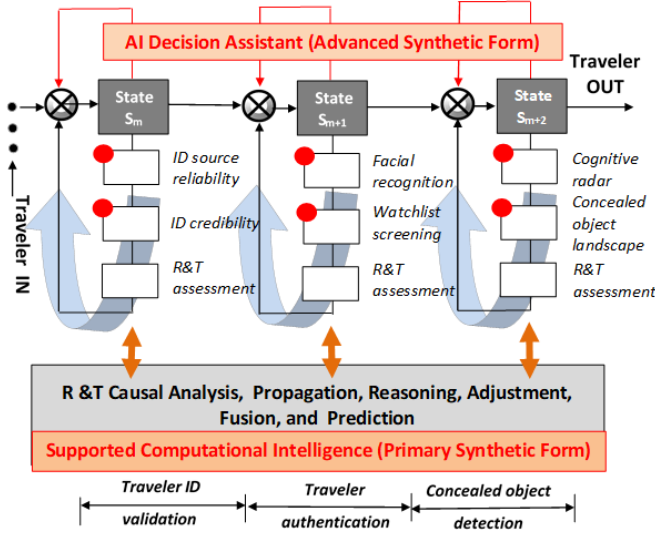 AI Decision Assistant (Advanced Synthetic Form)
Traveler
OUT
State
Sm
State
Sm+1
State
Sm+2
Traveler IN
ID source
reliability
ID credibility
R&T
assessment
Facial
recognition
Watchlist
screening
R&T
assessment
Cognitive
radar
Concealed
object
landscape
R&T
assessment
R &T Causal Analysis, Propagation, Reasoning, Adjustment,
Fusion, and Prediction
Supported Computational Intelligence (Primary Synthetic Form)
Traveler ID
validation
Traveler
authentication
Concealed object
detection